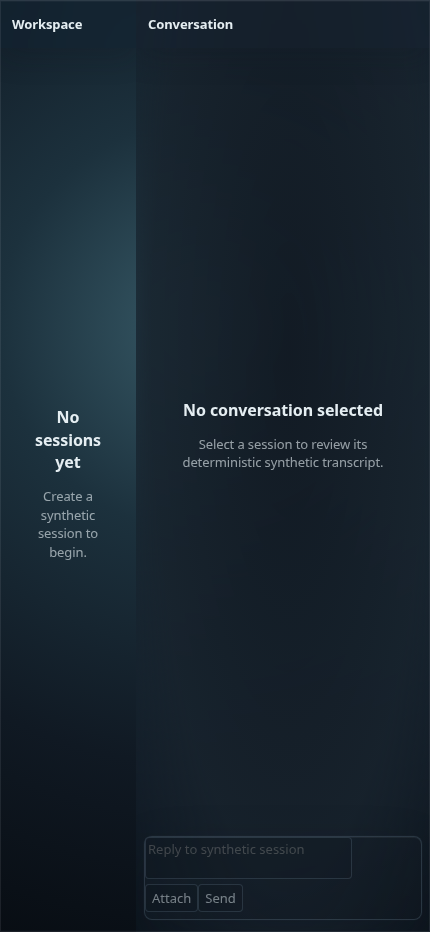 Workspace
Conversation
No
sessions
yet
Create a
synthetic
session to
begin.
No conversation selected
Select a session to review its
deterministic synthetic transcript.
Reply to synthetic session
Attach
Send